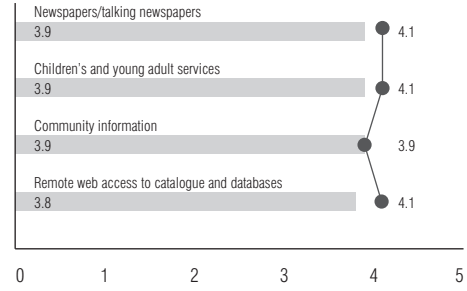 Newspapers/talking newspapers
3.9 4.1
Children's and young adult services
3.9 4.1
Community information
3.9 3.9
Remote web access to catalogue and databases
3.8 4.1
0 1 2 3 4 5